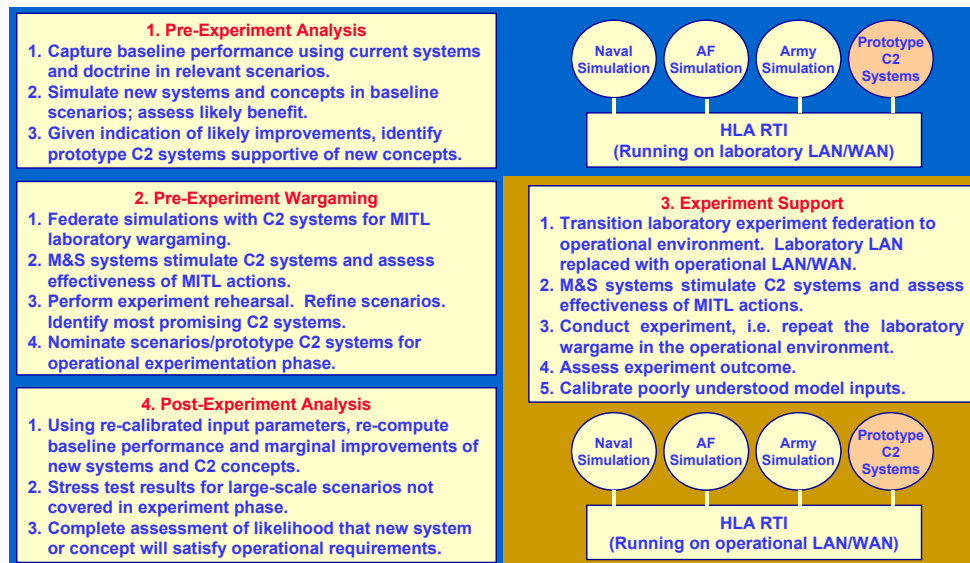 1. Pre-Experiment Analysis
1. Capture baseline performance using current systems
and doctrine in relevant scenarios.
2. Simulate new systems and concepts in baseline
scenarios; assess likely benefit.
3. Given indication of likely improvements, identify
prototype C2 systems supportive of new concepts.
Naval
Simulation
AF
Simulation
Army
Simulation
Prototype
C2
Systems
HLA RTI
(Running on laboratory LAN/WAN)
2. Pre-Experiment Wargaming
1. Federate simulations with C2 systems for MITL
laboratory wargaming.
2. M&S systems stimulate C2 systems and assess
effectiveness of MITL actions.
3. Perform experiment rehearsal. Refine scenarios.
Identify most promising C2 systems.
4. Nominate scenarios/prototype C2 systems for
operational experimentation phase.
3. Experiment Support
1. Transition laboratory experiment federation to
operational environment. Laboratory LAN
replaced with operational LAN/WAN.
2. M&S systems stimulate C2 systems and assess
effectiveness of MITL actions.
3. Conduct experiment, i.e. repeat the laboratory
wargame in the operational environment.
4. Assess experiment outcome.
5. Calibrate poorly understood model inputs.
4. Post-Experiment Analysis
1. Using re-calibrated input parameters, re-compute
baseline performance and marginal improvements of
new systems and C2 concepts.
2. Stress test results for large-scale scenarios not
covered in experiment phase.
3. Complete assessment of likelihood that new system
or concept will satisfy operational requirements.
Naval
Simulation
AF
Simulation
Army
Simulation
Prototype
C2
Systems
HLA RTI
(Running on operational LAN/WAN)